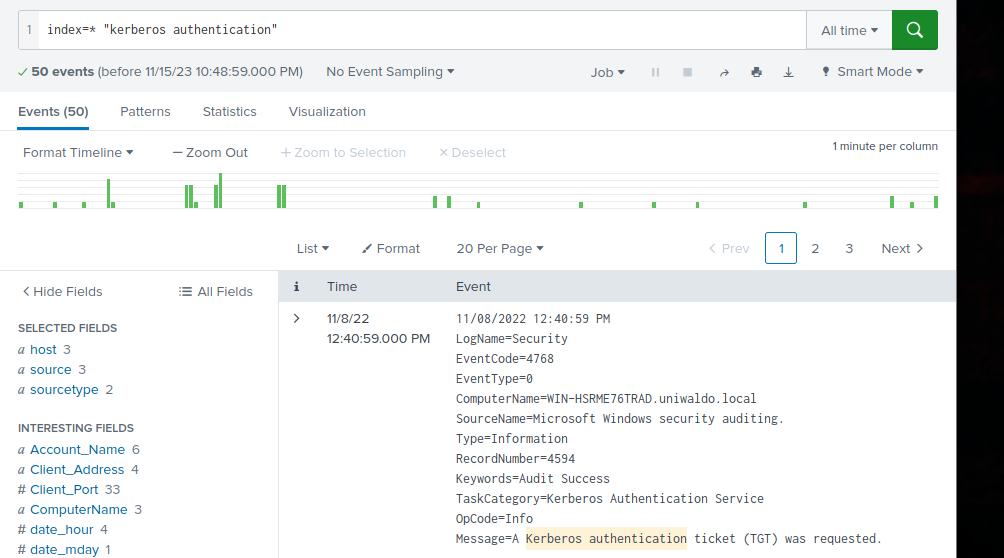 1 index=* "kerberos authentication" All time
50 events (before 11/15/23 10:48:59.000 PM) No Event Sampling Job Smart Mode
Events (50) Patterns Statistics Visualization
Format Timeline — Zoom Out + Zoom to Selection × Deselect 1 minute per column
List Format 20 Per Page < Prev 1 2 3 Next >
< Hide Fields All Fields i Time Event
SELECTED FIELDS
a host 3
a source 3
a sourcetype 2
INTERESTING FIELDS
a Account_Name 6
a Client_Address 4
# Client_Port 33
a ComputerName 3
# date_hour 4
# date_mday 1
> 11/8/22
12:40:59.000 PM
11/08/2022 12:40:59 PM
LogName=Security
EventCode=4768
EventType=0
ComputerName=WIN-HSRME76TRAD.uniwaldo.local
SourceName=Microsoft Windows security auditing.
Type=Information
RecordNumber=4594
Keywords=Audit Success
TaskCategory=Kerberos Authentication Service
OpCode=Info
Message=A Kerberos authentication ticket (TGT) was requested.